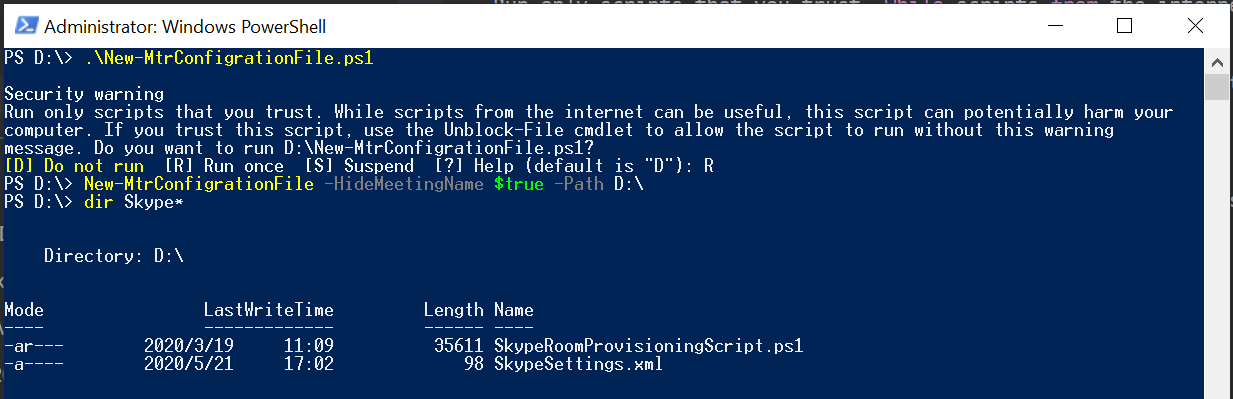 Administrator: Windows PowerShell
PS D:\> .\New-MtrConfigrationFile.ps1
Security warning
Run only scripts that you trust. While scripts from the internet can be useful, this script can potentially harm your
computer. If you trust this script, use the Unblock-File cmdlet to allow the script to run without this warning
message. Do you want to run D:\New-MtrConfigrationFile.ps1?
[D] Do not run  [R] Run once  [S] Suspend  [?] Help (default is "D"): R
PS D:\> New-MtrConfigrationFile -HideMeetingName $true -Path D:\
PS D:\> dir Skype*
    Directory: D:\
Mode                LastWriteTime         Length Name
----                -------------         ------ ----
-ar---        2020/3/19     11:09          35611 SkypeRoomProvisioningScript.ps1
-a----        2020/5/21     17:02             98 SkypeSettings.xml